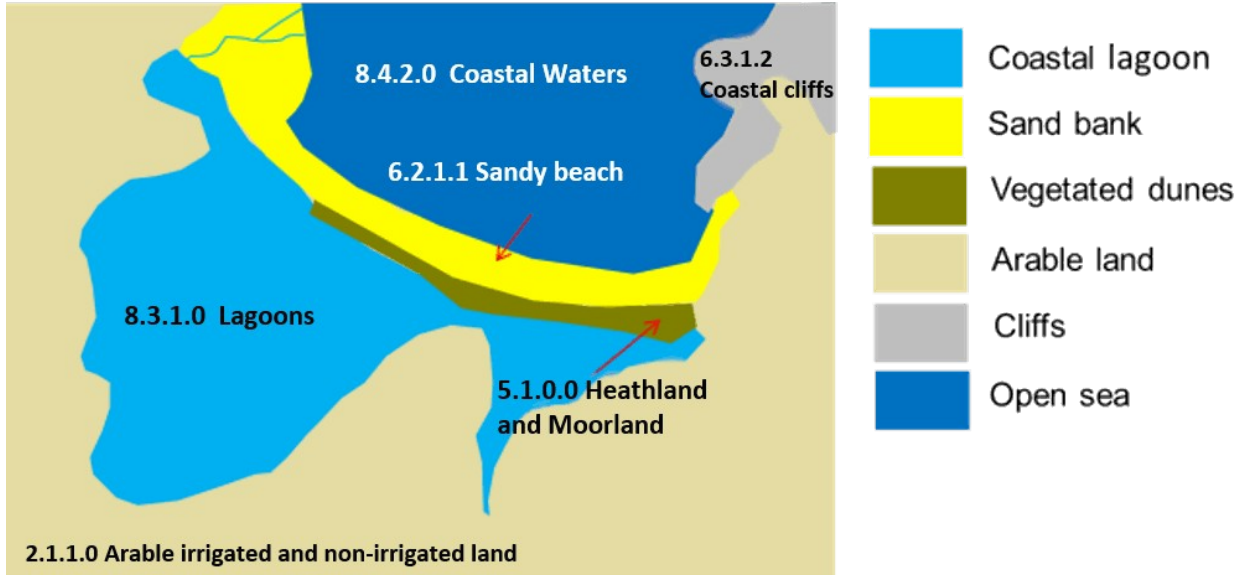 8.4.2.0 Coastal Waters
6.3.1.2
Coastal cliffs
6.2.1.1 Sandy beach
8.3.1.0 Lagoons
5.1.0.0 Heathland
and Moorland
2.1.1.0 Arable irrigated and non-irrigated land
Coastal lagoon
Sand bank
Vegetated dunes
Arable land
Cliffs
Open sea